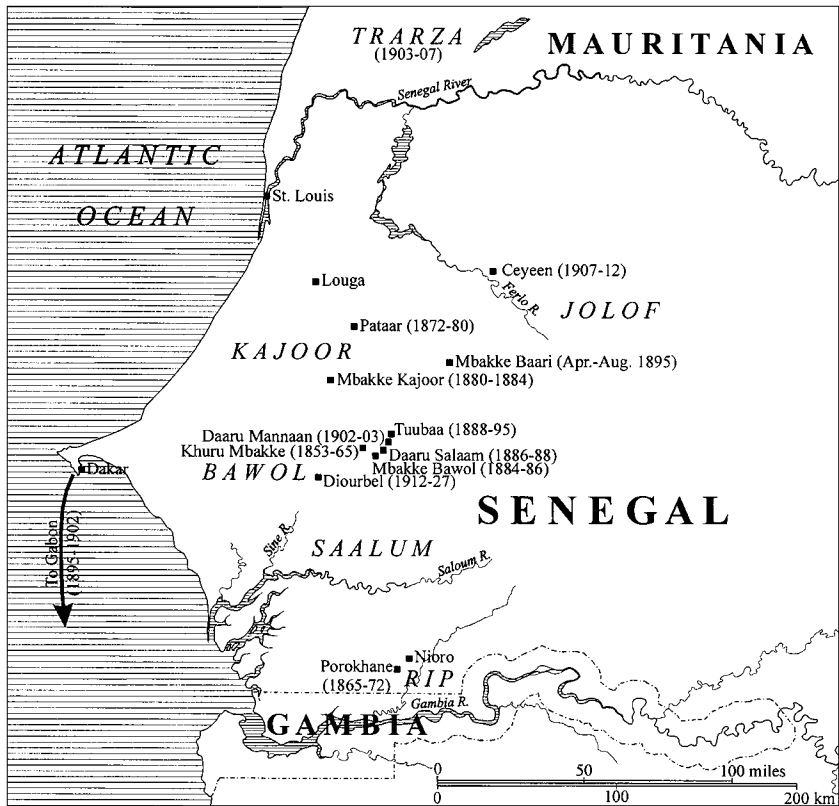 TRARZA
(1903-07)
MAURITANIA
Senegal River
ATLANTIC
OCEAN
St. Louis
Ceyeen (1907-12)
Louga
Ferlo R.
JOLOF
Pataar (1872-80)
KAJOOR
Mbakke Baari (Apr.-Aug. 1895)
Mbakke Kajoor (1880-1884)
Tuubaa (1888-95)
Daaru Mannaan (1902-03)
Khuru Mbakke (1853-65)
Daaru Salaam (1886-88)
Mbakke Bawol (1884-86)
BAWOL
Dakar
Diourbel (1912-27)
SENEGAL
To Gabon
(1895-1902)
Sine R.
SAALUM
Saloum R.
Nioro
Porokhane
(1865-72)
RIP
Gambia R.
GAMBIA
0 50 100 miles
0 100 200 km